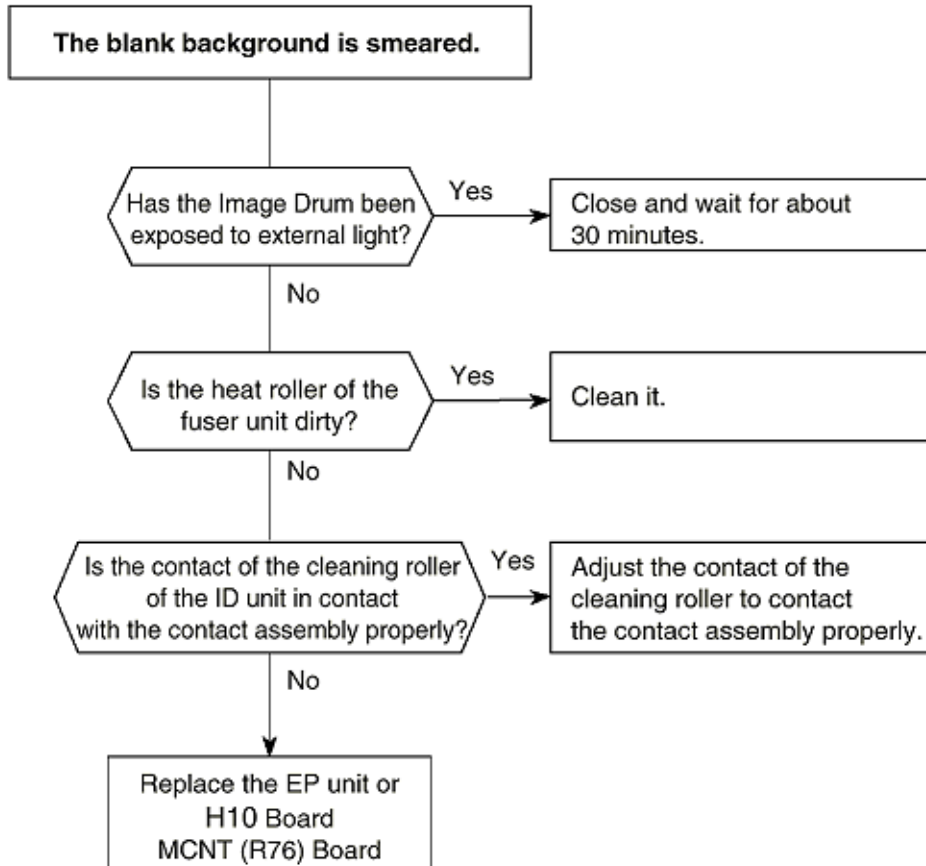 The blank background is smeared.
Has the Image Drum been
exposed to external light?
Yes
Close and wait for about
30 minutes.
No
Is the heat roller of the
fuser unit dirty?
Yes
Clean it.
No
Is the contact of the cleaning roller
of the ID unit in contact
with the contact assembly properly?
Yes
Adjust the contact of the
cleaning roller to contact
the contact assembly properly.
No
Replace the EP unit or
H10 Board
MCNT (R76) Board